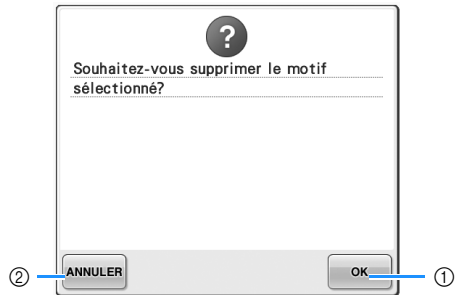 ?
Souhaitez-vous supprimer le motif
sélectionné?
② ANNULER OK ①